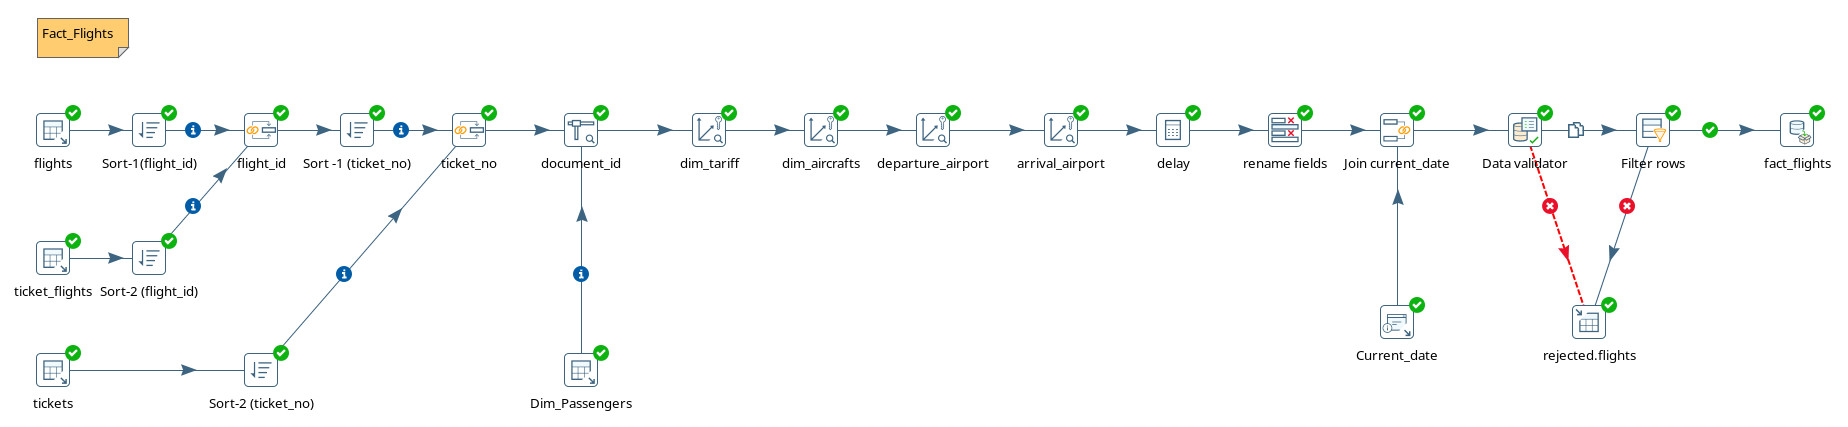 Fact_Flights
flights
Sort-1(flight_id)
flight_id
Sort -1 (ticket_no)
ticket_no
document_id
dim_tariff
dim_aircrafts
departure_airport
arrival_airport
delay
rename fields
Join current_date
Data validator
Filter rows
fact_flights
ticket_flights
Sort-2 (flight_id)
Current_date
rejected.flights
tickets
Sort-2 (ticket_no)
Dim_Passengers